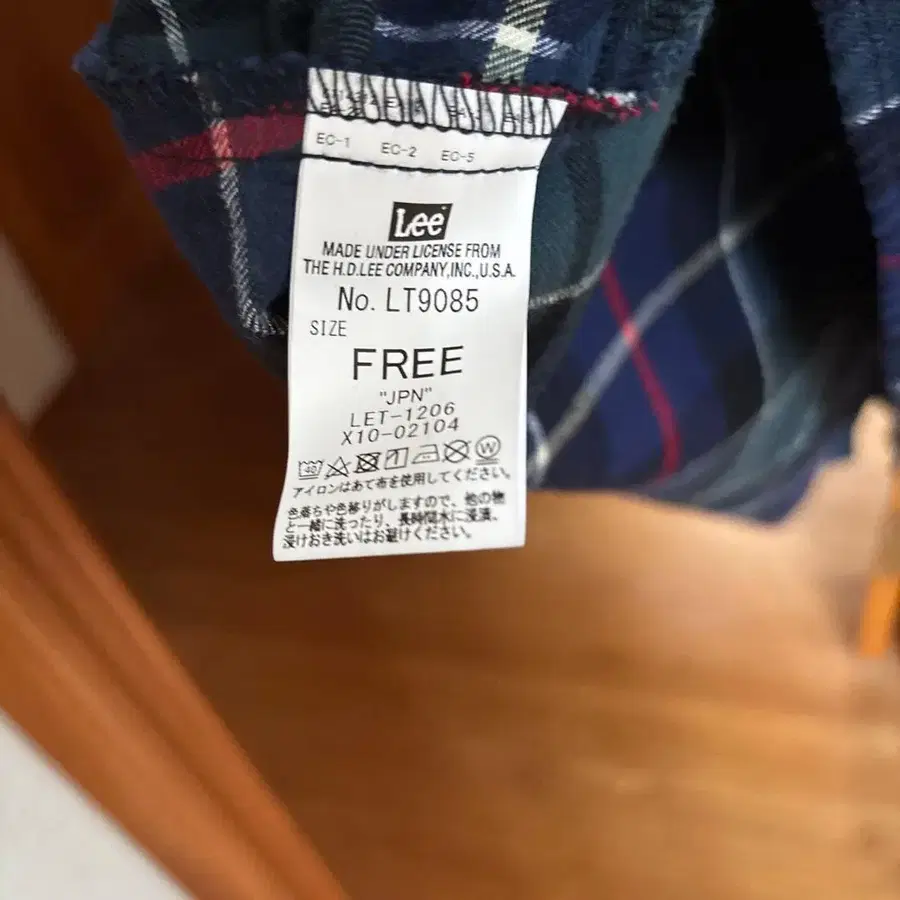 EC-1 EC-2 EC-5
Lee
MADE UNDER LICENSE FROM
THE H.D.LEE COMPANY,INC.,U.S.A.
No. LT9085
SIZE
FREE
"JPN"
LET-1206
X10-02104
40 W
アイロンはあて布を使用してください。
色落ちや色移りがしますので、他の物
と一緒に洗ったり、長時間水に浸漬、
浸けおき洗いはお避けください。